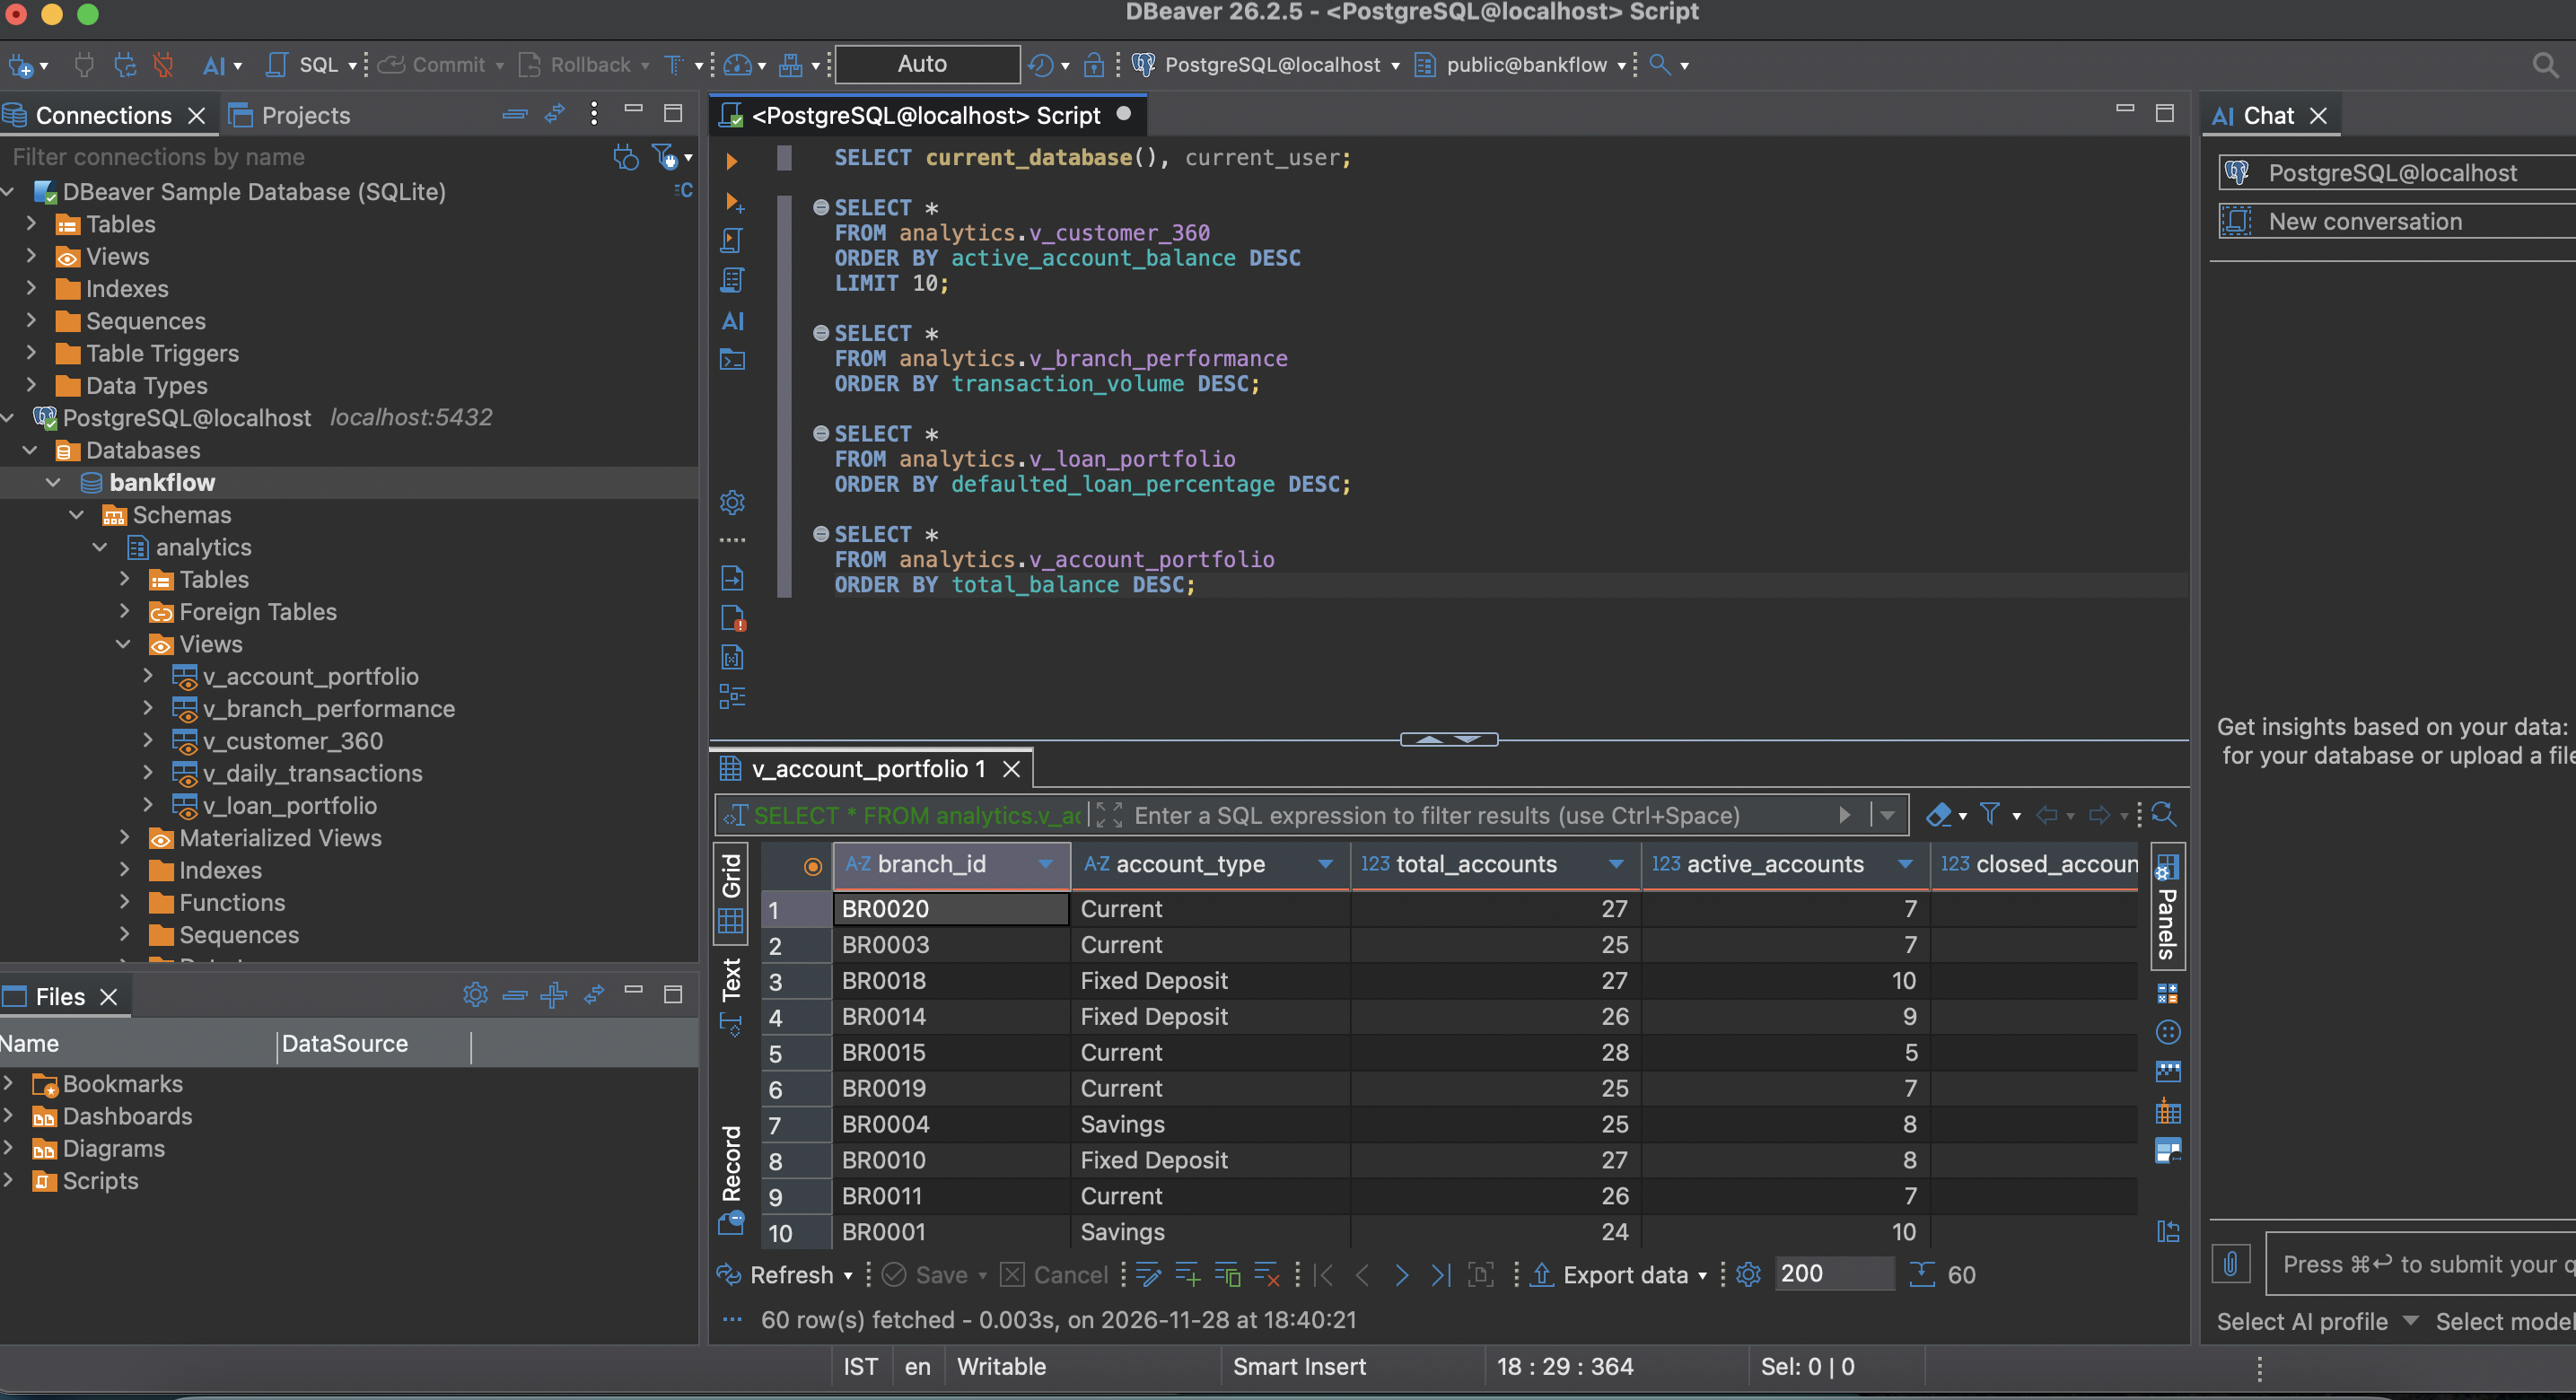 DBeaver 26.2.5 - <PostgreSQL@localhost> Script
AI SQL Commit Rollback T Auto PostgreSQL@localhost public@bankflow
Connections Projects
Filter connections by name
DBeaver Sample Database (SQLite)
Tables
Views
Indexes
Sequences
Table Triggers
Data Types
PostgreSQL@localhost localhost:5432
Databases
bankflow
Schemas
analytics
Tables
Foreign Tables
Views
v_account_portfolio
v_branch_performance
v_customer_360
v_daily_transactions
v_loan_portfolio
Materialized Views
Indexes
Functions
Sequences
Files
Name DataSource
Bookmarks
Dashboards
Diagrams
Scripts
<PostgreSQL@localhost> Script
AI
SELECT current_database(), current_user;
SELECT *
FROM analytics.v_customer_360
ORDER BY active_account_balance DESC
LIMIT 10;
SELECT *
FROM analytics.v_branch_performance
ORDER BY transaction_volume DESC;
SELECT *
FROM analytics.v_loan_portfolio
ORDER BY defaulted_loan_percentage DESC;
SELECT *
FROM analytics.v_account_portfolio
ORDER BY total_balance DESC;
v_account_portfolio 1
SELECT * FROM analytics.v_ac Enter a SQL expression to filter results (use Ctrl+Space)
Grid
Text
Record
A-Z branch_id A-Z account_type 123 total_accounts 123 active_accounts 123 closed_accoun
1 BR0020 Current 27 7
2 BR0003 Current 25 7
3 BR0018 Fixed Deposit 27 10
4 BR0014 Fixed Deposit 26 9
5 BR0015 Current 28 5
6 BR0019 Current 25 7
7 BR0004 Savings 25 8
8 BR0010 Fixed Deposit 27 8
9 BR0011 Current 26 7
10 BR0001 Savings 24 10
Panels
Refresh Save Cancel Export data 200 60
60 row(s) fetched - 0.003s, on 2026-11-28 at 18:40:21
AI Chat
PostgreSQL@localhost
New conversation
Get insights based on your data:
for your database or upload a file
Press ⌘↩ to submit your q
Select AI profile Select model
IST en Writable Smart Insert 18 : 29 : 364 Sel: 0 | 0